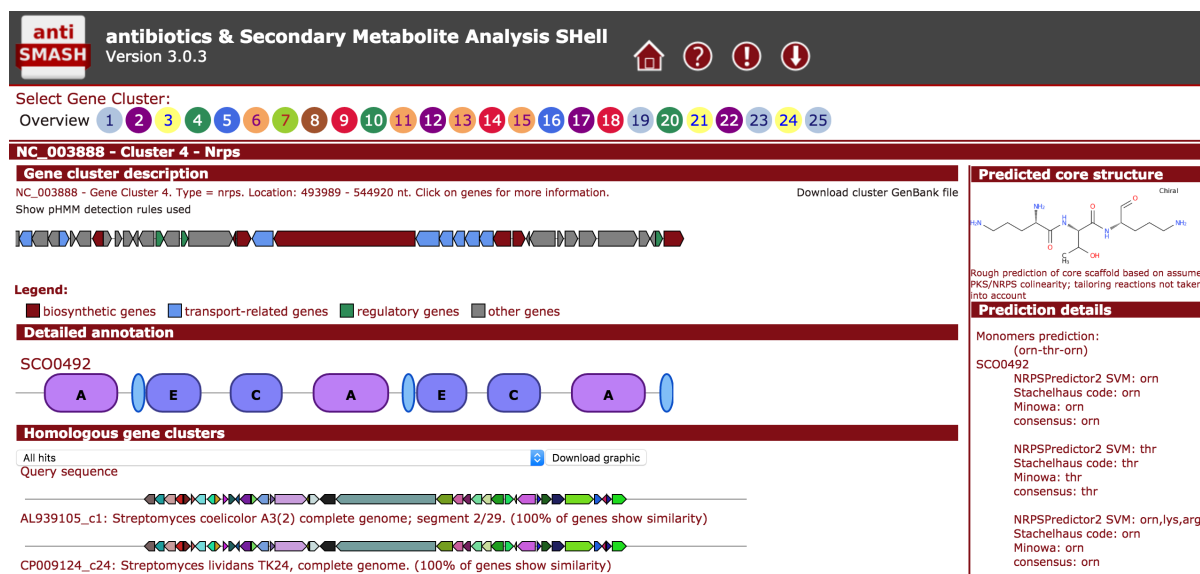 anti
SMASH
antibiotics & Secondary Metabolite Analysis SHell
Version 3.0.3
? ! 
Select Gene Cluster:
Overview 1 2 3 4 5 6 7 8 9 10 11 12 13 14 15 16 17 18 19 20 21 22 23 24 25
NC_003888 - Cluster 4 - Nrps
Gene cluster description
NC_003888 - Gene Cluster 4. Type = nrps. Location: 493989 - 544920 nt. Click on genes for more information.
Download cluster GenBank file
Show pHMM detection rules used
Legend:
biosynthetic genes transport-related genes regulatory genes other genes
Detailed annotation
SCO0492
A E C A E C A
Homologous gene clusters
All hits Download graphic
Query sequence
AL939105_c1: Streptomyces coelicolor A3(2) complete genome; segment 2/29. (100% of genes show similarity)
CP009124_c24: Streptomyces lividans TK24, complete genome. (100% of genes show similarity)
Predicted core structure
Chiral
NH₂ O O
H₂N H N NH₂
O N H
H₃C OH
Rough prediction of core scaffold based on assume
PKS/NRPS colinearity; tailoring reactions not taken
into account
Prediction details
Monomers prediction:
(orn-thr-orn)
SCO0492
NRPSPredictor2 SVM: orn
Stachelhaus code: orn
Minowa: orn
consensus: orn
NRPSPredictor2 SVM: thr
Stachelhaus code: thr
Minowa: thr
consensus: thr
NRPSPredictor2 SVM: orn,lys,arg
Stachelhaus code: orn
Minowa: orn
consensus: orn